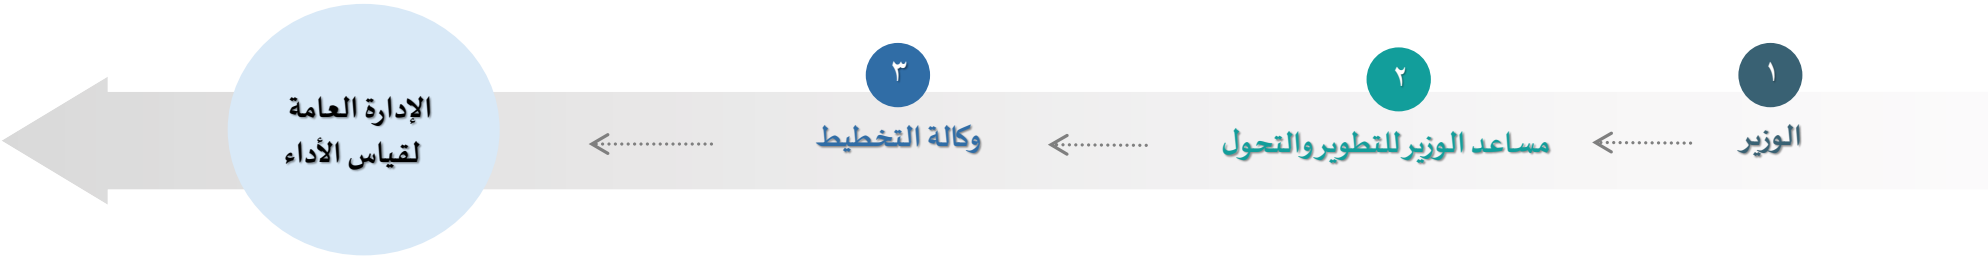 ١
الوزير
٢
مساعد الوزير للتطوير والتحول
٣
وكالة التخطيط
الإدارة العامة
لقياس الأداء